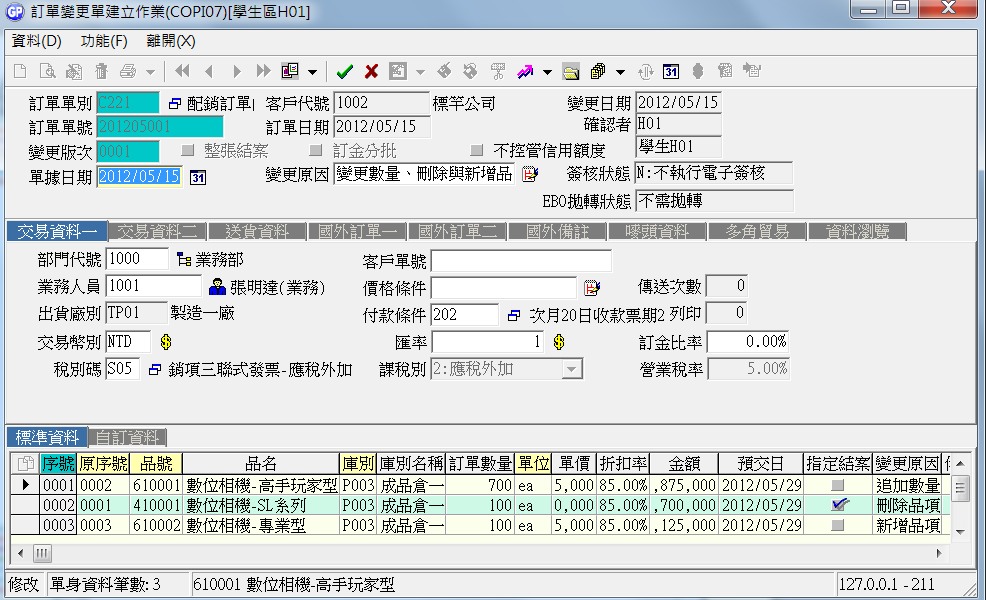 GP 訂單變更單建立作業(COPI07)[學生區H01]
資料(D) 功能(F) 離開(X)
訂單單別 C221 配銷訂單 客戶代號 1002 標竿公司 變更日期 2012/05/15
訂單單號 201205001 訂單日期 2012/05/15 確認者 H01
變更版次 0001 整張結案 訂金分批 不控管信用額度 學生H01
單據日期 2012/05/15 31 變更原因 變更數量、刪除與新增品 簽核狀態 N:不執行電子簽核
EBO拋轉狀態 不需拋轉
交易資料一 交易資料二 送貨資料 國外訂單一 國外訂單二 國外備註 嘜頭資料 多角貿易 資料瀏覽
部門代號 1000 業務部 客戶單號
業務人員 1001 張明達(業務) 價格條件 傳送次數 0
出貨廠別 TP01 製造一廠 付款條件 202 次月20日收款票期2 列印 0
交易幣別 NTD 匯率 1 訂金比率 0.00%
稅別碼 S05 銷項三聯式發票-應稅外加 課稅別 2:應稅外加 營業稅率 5.00%
標準資料 自訂資料
序號 原序號 品號 品名 庫別 庫別名稱 訂單數量 單位 單價 折扣率 金額 預交日 指定結案 變更原因
0001 0002 610001 數位相機-高手玩家型 P003 成品倉一 700 ea 5,000 85.00% ,875,000 2012/05/29 追加數量
0002 0001 410001 數位相機-SL系列 P003 成品倉一 100 ea 0,000 85.00% ,700,000 2012/05/29 刪除品項
0003 0003 610002 數位相機-專業型 P003 成品倉一 100 ea 5,000 85.00% ,125,000 2012/05/29 新增品項
修改 單身資料筆數: 3 610001 數位相機-高手玩家型 127.0.0.1 - 211